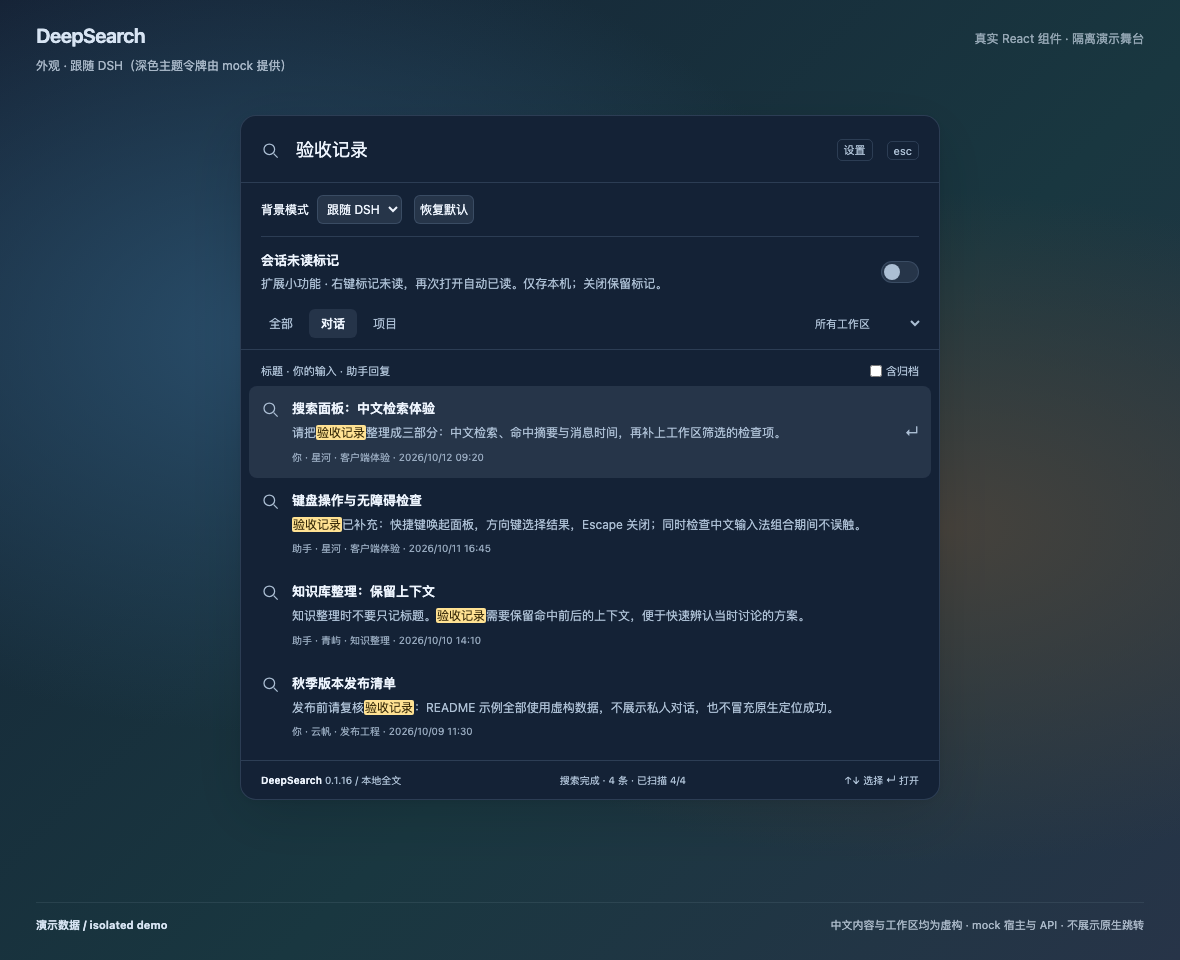 DeepSearch
真实 React 组件 · 隔离演示舞台
外观 · 跟随 DSH（深色主题令牌由 mock 提供）
验收记录
设置
esc
背景模式
跟随 DSH
恢复默认
会话未读标记
扩展小功能 · 右键标记未读，再次打开自动已读。仅存本机；关闭保留标记。
全部
对话
项目
所有工作区
标题 · 你的输入 · 助手回复
含归档
搜索面板：中文检索体验
请把验收记录整理成三部分：中文检索、命中摘要与消息时间，再补上工作区筛选的检查项。
你 · 星河 · 客户端体验 · 2026/10/12 09:20
键盘操作与无障碍检查
验收记录已补充：快捷键唤起面板，方向键选择结果，Escape 关闭；同时检查中文输入法组合期间不误触。
助手 · 星河 · 客户端体验 · 2026/10/11 16:45
知识库整理：保留上下文
知识整理时不要只记标题。验收记录需要保留命中前后的上下文，便于快速辨认当时讨论的方案。
助手 · 青屿 · 知识整理 · 2026/10/10 14:10
秋季版本发布清单
发布前请复核验收记录：README 示例全部使用虚构数据，不展示私人对话，也不冒充原生定位成功。
你 · 云帆 · 发布工程 · 2026/10/09 11:30
DeepSearch 0.1.16 / 本地全文
搜索完成 · 4 条 · 已扫描 4/4
↑↓ 选择 ↵ 打开
演示数据 / isolated demo
中文内容与工作区均为虚构 · mock 宿主与 API · 不展示原生跳转